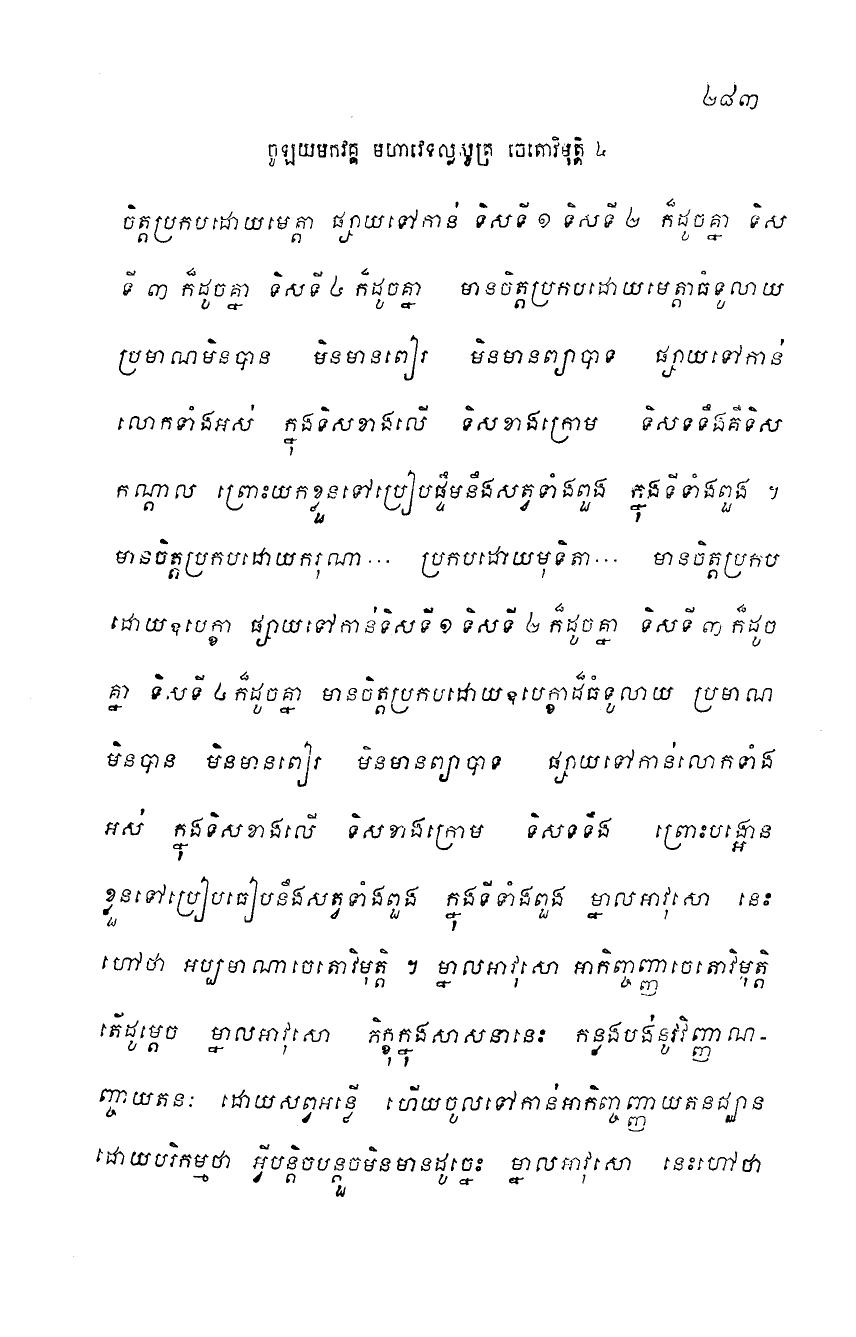 ២៨៣
ចូឡយមកវគ្គ មហាវេទល្លសូត្រ ចេតោវិមុត្តិ ៤
ចិត្តប្រកបដោយមេត្តា ផ្សាយទៅកាន់ ទិសទី ១ ទិសទី ២ ក៏ដូចគ្នា ទិស
ទី ៣ ក៏ដូចគ្នា ទិសទី ៤ ក៏ដូចគ្នា មានចិត្តប្រកបដោយមេត្តាធំទូលាយ
ប្រមាណមិនបាន មិនមានពៀរ មិនមានព្យាបាទ ផ្សាយទៅកាន់
លោកទាំងអស់ ក្នុងទិសខាងលើ ទិសខាងក្រោម ទិសទទឹងគឺទិស
កណ្តាល ព្រោះយកខ្លួនទៅប្រៀបផ្ទឹមនឹងសត្វទាំងពួង ក្នុងទីទាំងពួង ។
មានចិត្តប្រកបដោយករុណា... ប្រកបដោយមុទិតា... មានចិត្តប្រកប
ដោយឧបេក្ខា ផ្សាយទៅកាន់ទិសទី ១ ទិសទី ២ ក៏ដូចគ្នា ទិសទី ៣ ក៏ដូច
គ្នា ទិសទី ៤ ក៏ដូចគ្នា មានចិត្តប្រកបដោយឧបេក្ខាដ៏ធំទូលាយ ប្រមាណ
មិនបាន មិនមានពៀរ មិនមានព្យាបាទ ផ្សាយទៅកាន់លោកទាំង
អស់ ក្នុងទិសខាងលើ ទិសខាងក្រោម ទិសទទឹង ព្រោះបង្អោន
ខ្លួនទៅប្រៀបធៀបនឹងសត្វទាំងពួង ក្នុងទីទាំងពួង ម្នាលអាវុសោ នេះ
ហៅថា អប្បមាណាចេតោវិមុត្តិ ។ ម្នាលអាវុសោ អាកិញ្ចញ្ញាចេតោវិមុត្តិ
តើដូម្តេច ម្នាលអាវុសោ ភិក្ខុក្នុងសាសនានេះ កន្លងបង់នូវវិញ្ញាណ-
ញ្ចាយតនៈ ដោយសព្វអន្លើ ហើយចូលទៅកាន់អាកិញ្ចញ្ញាយតនជ្ឈាន
ដោយបរិកម្មថា អ្វីបន្តិចបន្តួចមិនមានដូច្នេះ ម្នាលអាវុសោ នេះហៅថា